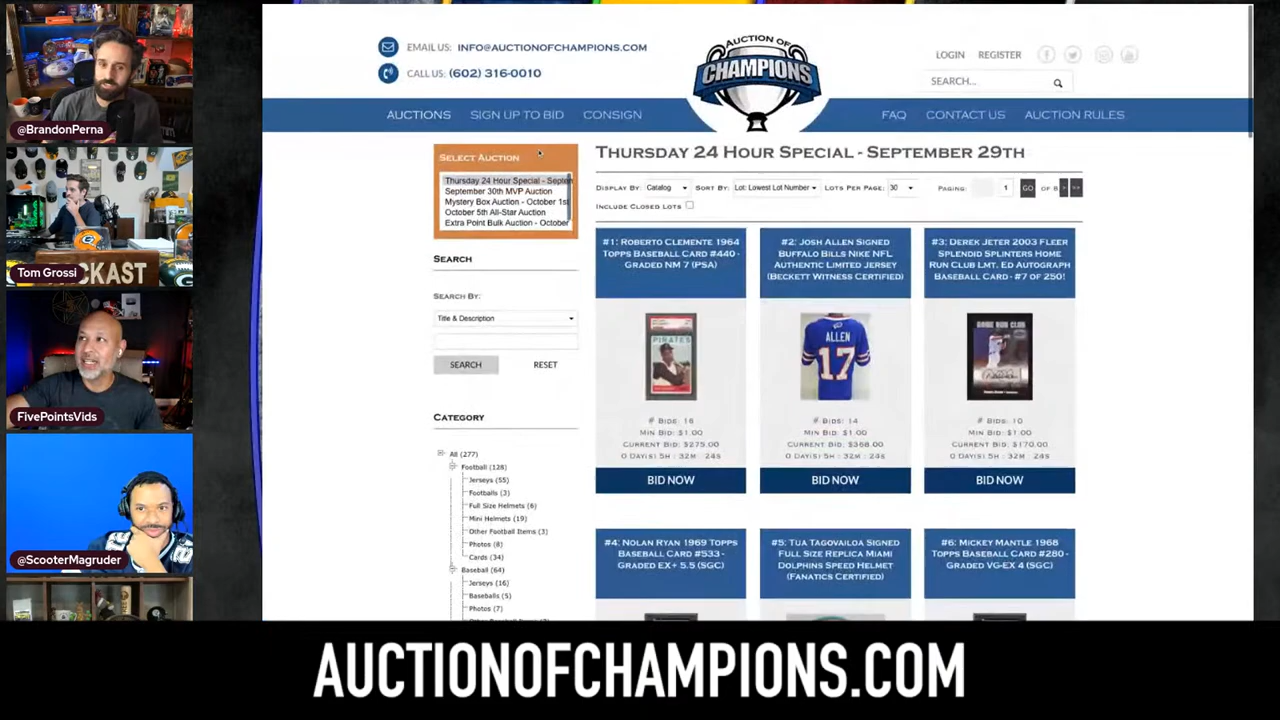 @BrandonPerna
Tom Grossi
CKAST
FivePointsVids
@ScooterMagruder
EMAIL US: INFO@AUCTIONOFCHAMPIONS.COM
CALL US: (602) 316-0010
AUCTION OF
CHAMPIONS
LOGIN REGISTER
SEARCH...
AUCTIONS SIGN UP TO BID CONSIGN
FAQ CONTACT US AUCTION RULES
SELECT AUCTION
Thursday 24 Hour Special - Septem
September 30th MVP Auction
Mystery Box Auction - October 1st
October 5th All-Star Auction
Extra Point Bulk Auction - October
SEARCH
SEARCH BY:
Title & Description
SEARCH RESET
CATEGORY
All (277)
Football (128)
Jerseys (55)
Footballs (3)
Full Size Helmets (6)
Mini Helmets (19)
Other Football Items (3)
Photos (8)
Cards (34)
Baseball (64)
Jerseys (16)
Baseballs (5)
Photos (7)
THURSDAY 24 HOUR SPECIAL - SEPTEMBER 29TH
DISPLAY BY: Catalog SORT BY: Lot: Lowest Lot Number LOTS PER PAGE: 30 PAGING: 1 GO OF 8 > >>
INCLUDE CLOSED LOTS
#1: ROBERTO CLEMENTE 1964
TOPPS BASEBALL CARD #440 -
GRADED NM 7 (PSA)
PIRATES
# BIDS: 16
MIN BID: $1.00
CURRENT BID: $275.00
0 DAY(S) 5H : 32M : 24S
BID NOW
#2: JOSH ALLEN SIGNED
BUFFALO BILLS NIKE NFL
AUTHENTIC LIMITED JERSEY
(BECKETT WITNESS CERTIFIED)
ALLEN
17
# BIDS: 14
MIN BID: $1.00
CURRENT BID: $368.00
0 DAY(S) 5H : 32M : 24S
BID NOW
#3: DEREK JETER 2003 FLEER
SPLENDID SPLINTERS HOME
RUN CLUB LMT. ED AUTOGRAPH
BASEBALL CARD - #7 OF 250!
HOME RUN CLUB
# BIDS: 10
MIN BID: $1.00
CURRENT BID: $170.00
0 DAY(S) 5H : 32M : 24S
BID NOW
#4: NOLAN RYAN 1969 TOPPS
BASEBALL CARD #533 -
GRADED EX+ 5.5 (SGC)
#5: TUA TAGOVAILOA SIGNED
FULL SIZE REPLICA MIAMI
DOLPHINS SPEED HELMET
(FANATICS CERTIFIED)
#6: MICKEY MANTLE 1968
TOPPS BASEBALL CARD #280 -
GRADED VG-EX 4 (SGC)
AUCTIONOFCHAMPIONS.COM